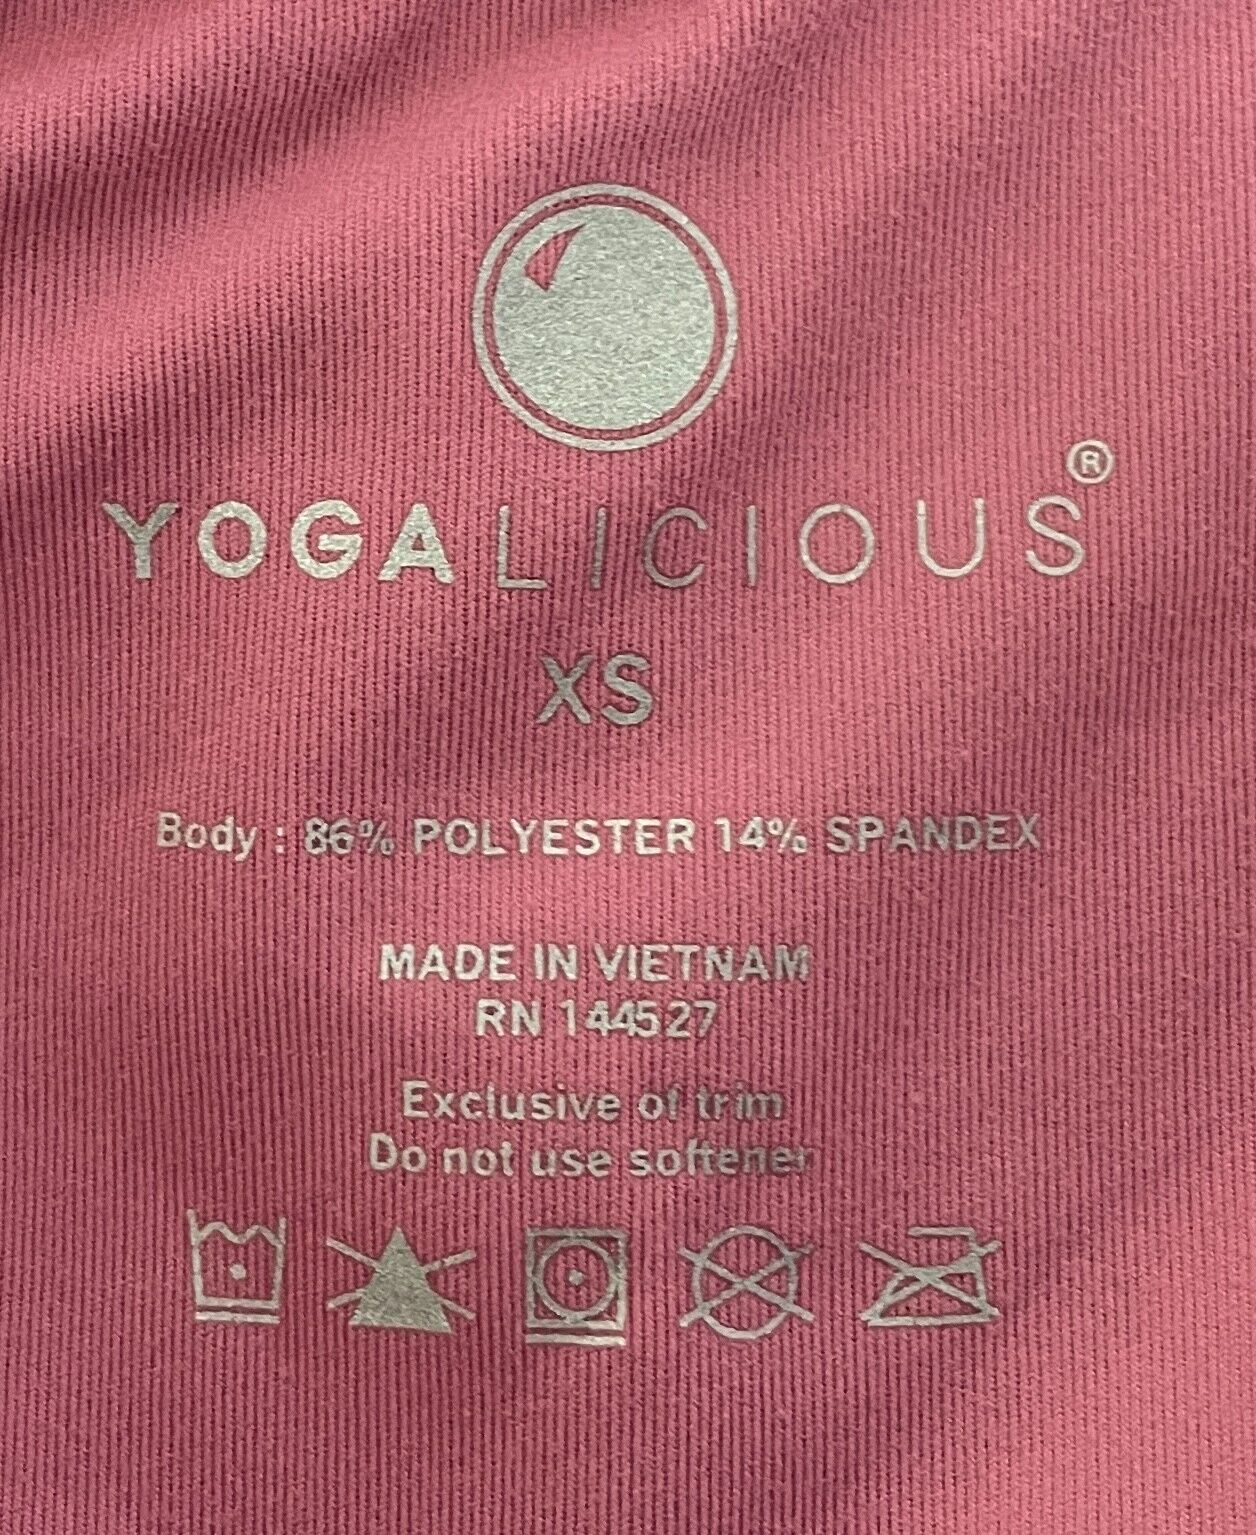 YOGALICIOUS®
XS
Body : 86% POLYESTER 14% SPANDEX
MADE IN VIETNAM
RN 144527
Exclusive of trim
Do not use softener